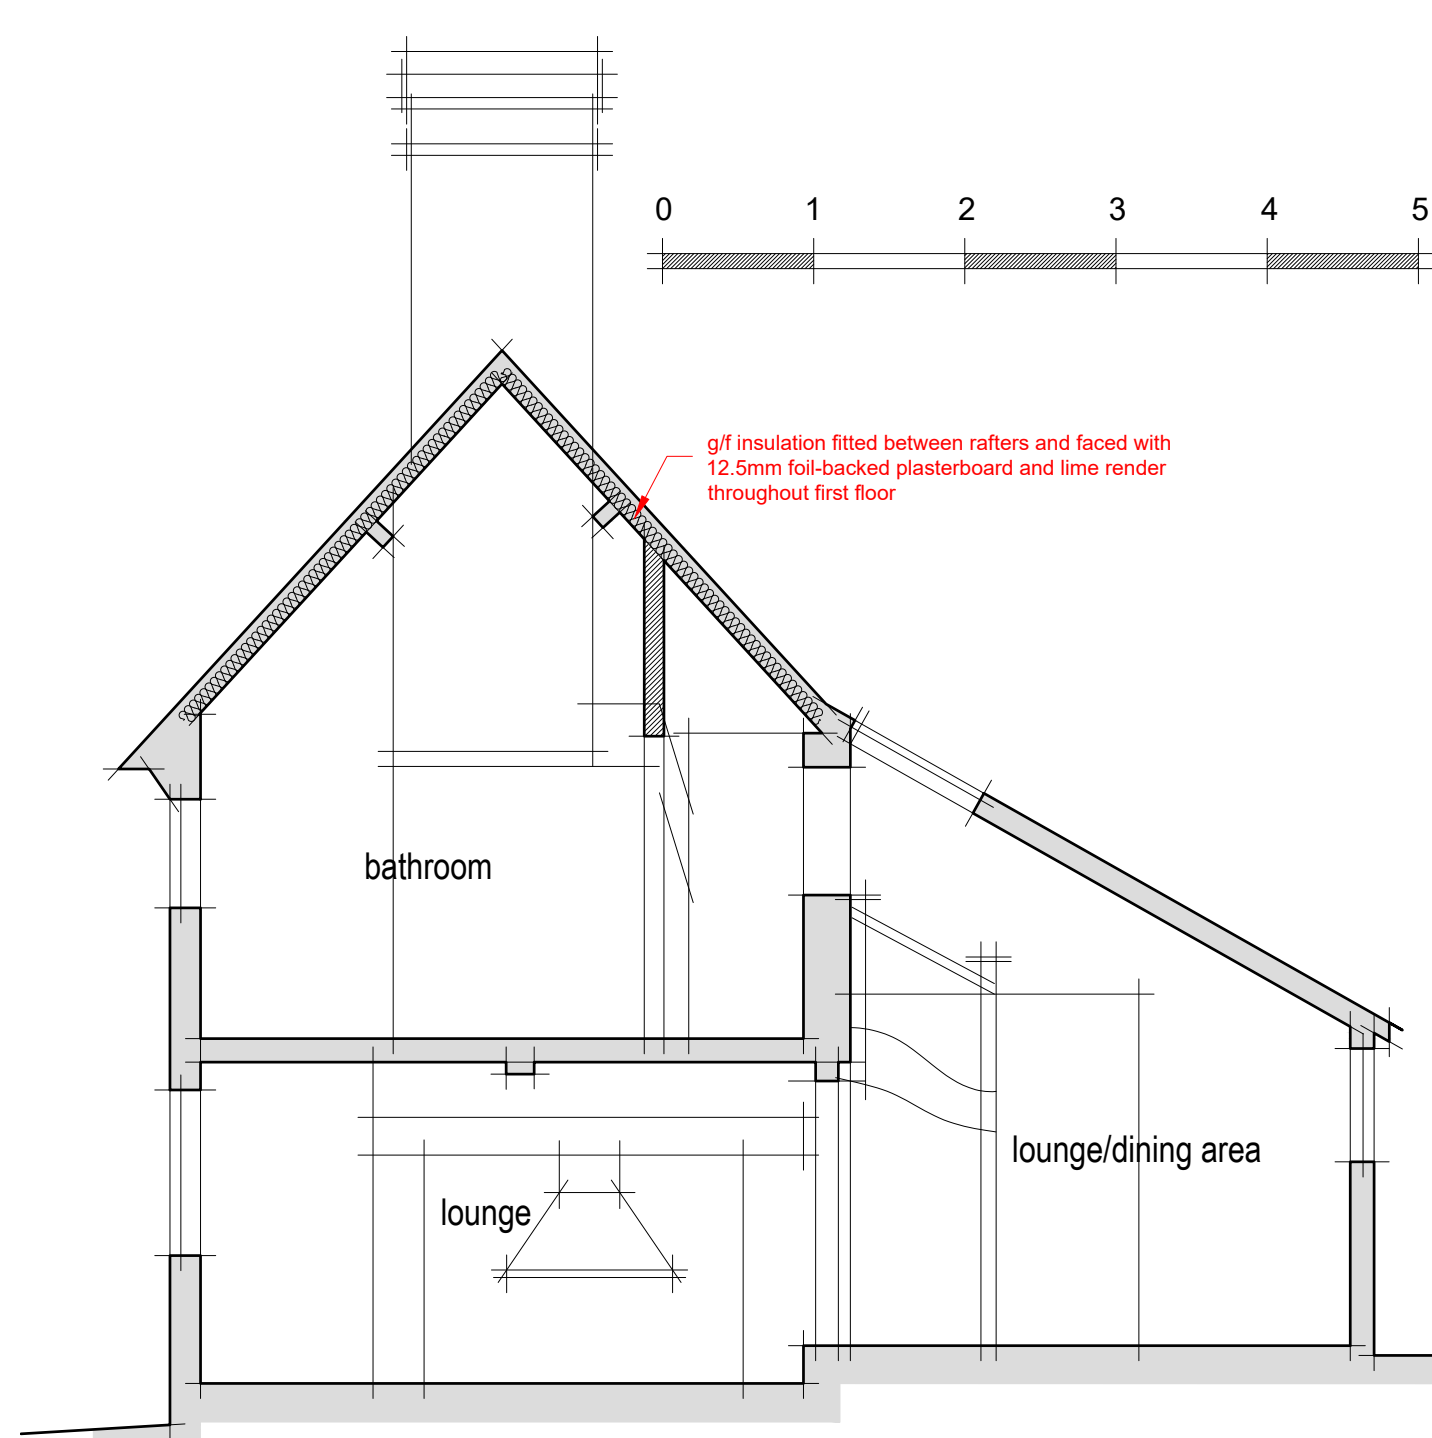 0 1 2 3 4 5
g/f insulation fitted between rafters and faced with
12.5mm foil-backed plasterboard and lime render
throughout first floor
bathroom
lounge/dining area
lounge